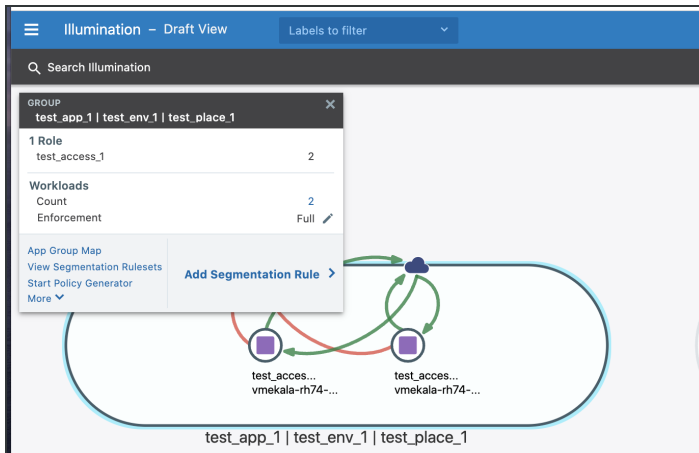 Illumination – Draft View
Labels to filter
Search Illumination
GROUP
test_app_1 | test_env_1 | test_place_1
1 Role
test_access_1 2
Workloads
Count 2
Enforcement Full
App Group Map
View Segmentation Rulesets
Start Policy Generator
More
Add Segmentation Rule
test_acces...
vmekala-rh74-...
test_acces...
vmekala-rh74-...
test_app_1 | test_env_1 | test_place_1